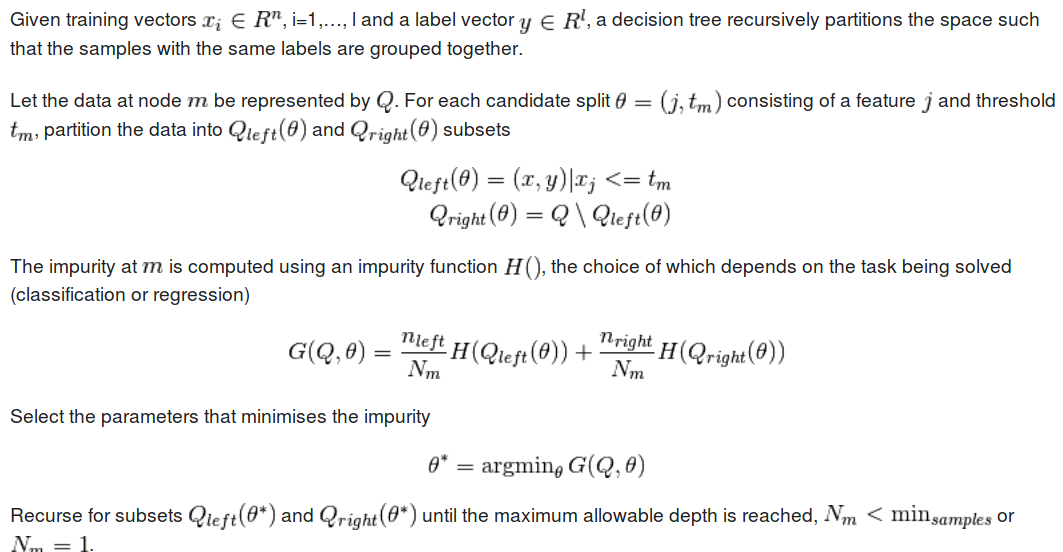 Given training vectors $x_i \in R^n$, i=1,…, l and a label vector $y \in R^l$, a decision tree recursively partitions the space such
that the samples with the same labels are grouped together.
Let the data at node $m$ be represented by $Q$. For each candidate split $\theta = (j, t_m)$ consisting of a feature $j$ and threshold
$t_m$, partition the data into $Q_{left}(\theta)$ and $Q_{right}(\theta)$ subsets
$Q_{left}(\theta) = (x, y)|x_j <= t_m$
$Q_{right}(\theta) = Q \setminus Q_{left}(\theta)$
The impurity at $m$ is computed using an impurity function $H()$, the choice of which depends on the task being solved
(classification or regression)
$G(Q, \theta) = \frac{n_{left}}{N_m} H(Q_{left}(\theta)) + \frac{n_{right}}{N_m} H(Q_{right}(\theta))$
Select the parameters that minimises the impurity
$\theta^* = \operatorname{argmin}_\theta G(Q, \theta)$
Recurse for subsets $Q_{left}(\theta^*)$ and $Q_{right}(\theta^*)$ until the maximum allowable depth is reached, $N_m < \min_{samples}$ or
$N_m = 1$.